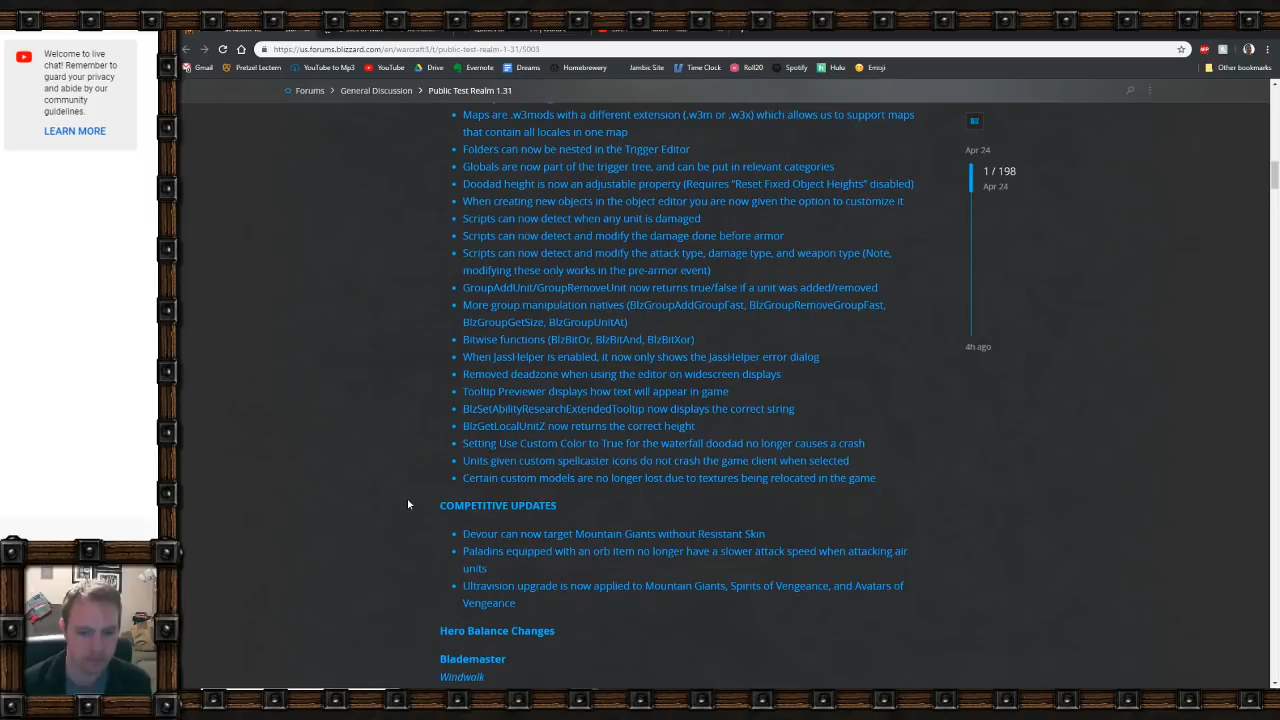 Welcome to live
chat! Remember to
guard your privacy
and abide by our
community
guidelines.
LEARN MORE
https://us.forums.blizzard.com/en/warcraft3/t/public-test-realm-1-31/5003
Gmail
Pretzel Lectern
YouTube to Mp3
YouTube
Drive
Evernote
Dreams
Homebrewery
Jambic Site
Time Clock
Roll20
Spotify
Hulu
Emoji
Other bookmarks
Forums
General Discussion
Public Test Realm 1.31
Maps are .w3mods with a different extension (.w3m or .w3x) which allows us to support maps
that contain all locales in one map
Folders can now be nested in the Trigger Editor
Globals are now part of the trigger tree, and can be put in relevant categories
Doodad height is now an adjustable property (Requires “Reset Fixed Object Heights” disabled)
When creating new objects in the object editor you are now given the option to customize it
Scripts can now detect when any unit is damaged
Scripts can now detect and modify the damage done before armor
Scripts can now detect and modify the attack type, damage type, and weapon type (Note,
modifying these only works in the pre-armor event)
GroupAddUnit/GroupRemoveUnit now returns true/false if a unit was added/removed
More group manipulation natives (BlzGroupAddGroupFast, BlzGroupRemoveGroupFast,
BlzGroupGetSize, BlzGroupUnitAt)
Bitwise functions (BlzBitOr, BlzBitAnd, BlzBitXor)
When JassHelper is enabled, it now only shows the JassHelper error dialog
Removed deadzone when using the editor on widescreen displays
Tooltip Previewer displays how text will appear in game
BlzSetAbilityResearchExtendedTooltip now displays the correct string
BlzGetLocalUnitZ now returns the correct height
Setting Use Custom Color to True for the waterfall doodad no longer causes a crash
Units given custom spellcaster icons do not crash the game client when selected
Certain custom models are no longer lost due to textures being relocated in the game
COMPETITIVE UPDATES
Devour can now target Mountain Giants without Resistant Skin
Paladins equipped with an orb item no longer have a slower attack speed when attacking air
units
Ultravision upgrade is now applied to Mountain Giants, Spirits of Vengeance, and Avatars of
Vengeance
Hero Balance Changes
Blademaster
Windwalk
BLZ
Apr 24
1 / 198
Apr 24
4h ago